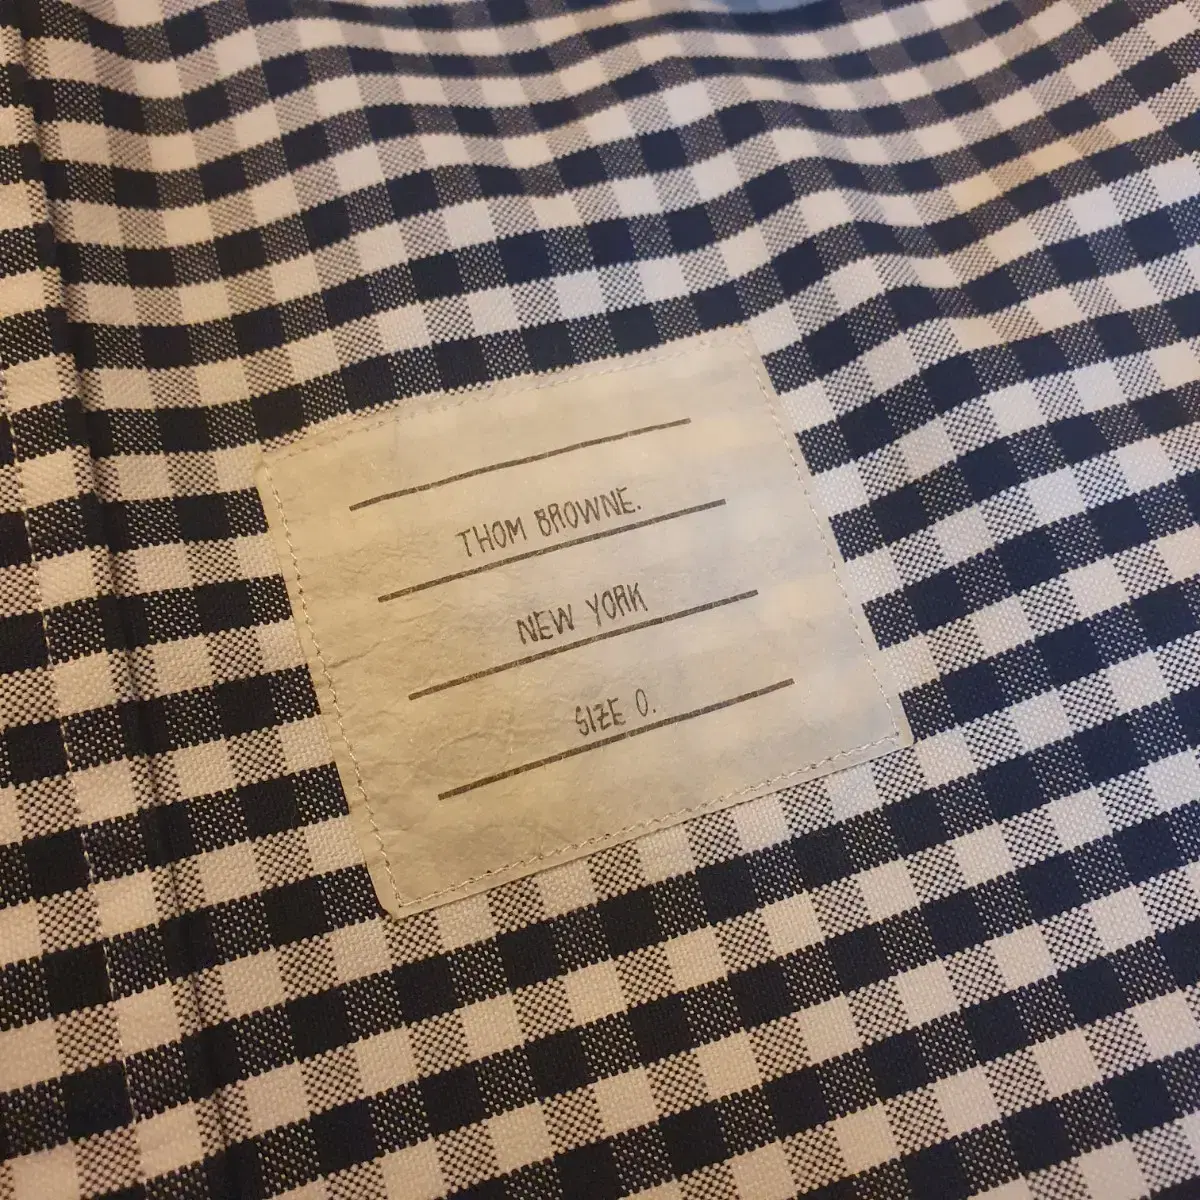 THOM BROWNE.
NEW YORK
SIZE 0.